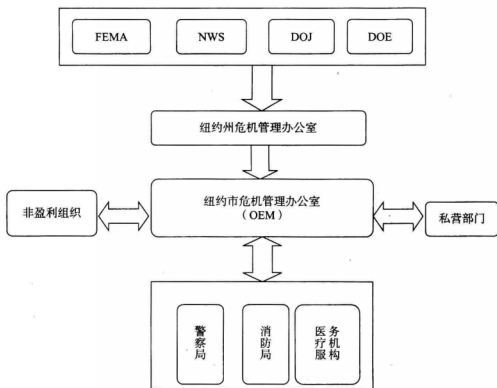 FEMA
NWS
DOJ
DOE
纽约州危机管理办公室
非盈利组织
纽约市危机管理办公室
（OEM）
私营部门
警察局
消防局
医疗服务机构